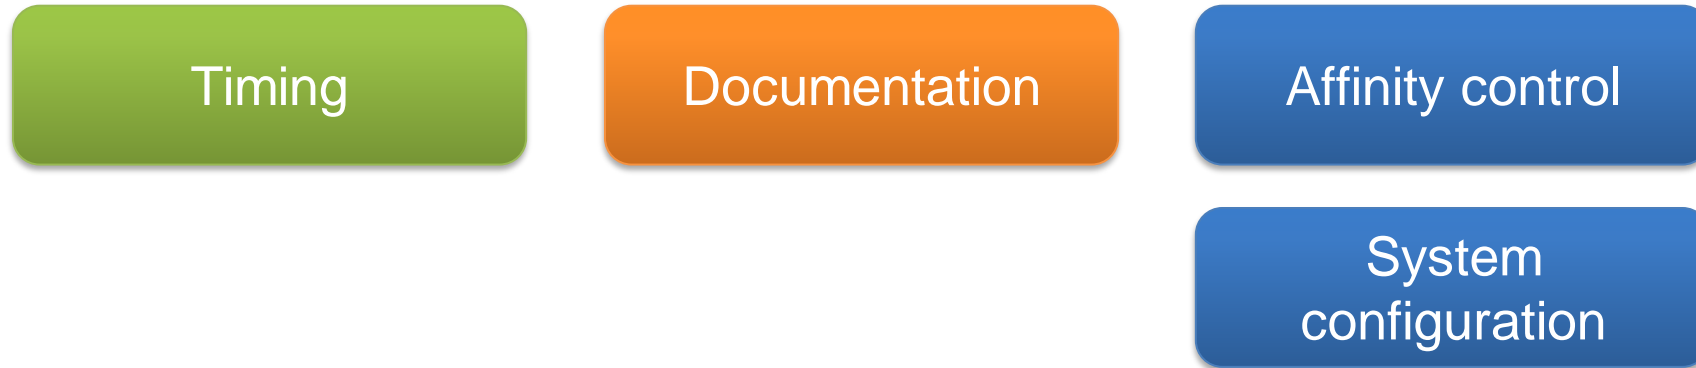 Timing
Documentation
Affinity control
System
configuration